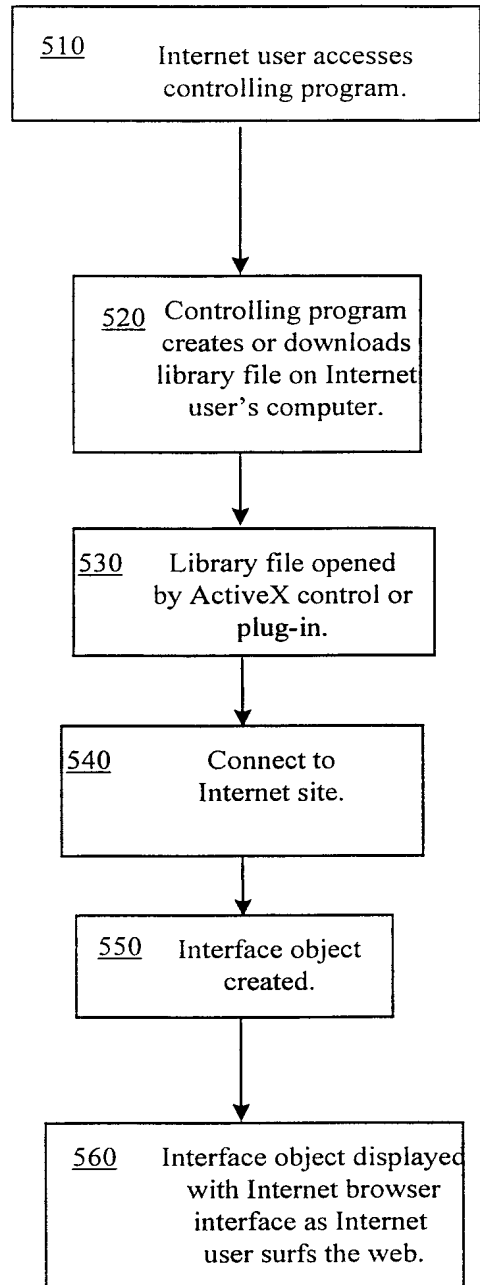 510 Internet user accesses
controlling program.
520 Controlling program
creates or downloads
library file on Internet
user's computer.
530 Library file opened
by ActiveX control or
plug-in.
540 Connect to
Internet site.
550 Interface object
created.
560 Interface object displayed
with Internet browser
interface as Internet
user surfs the web.